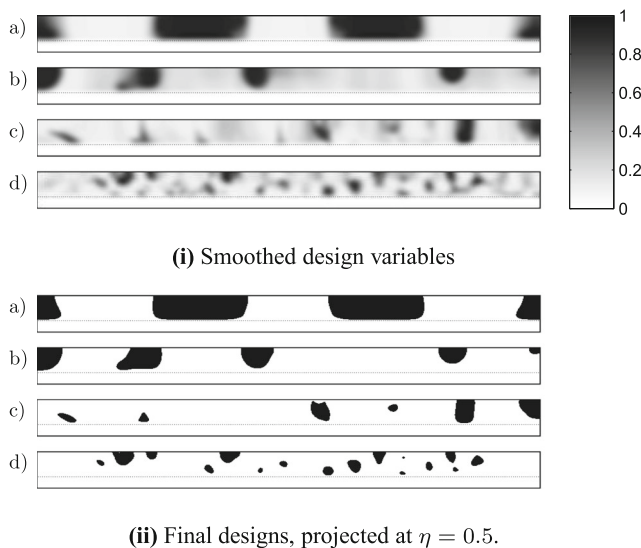 a)
b)
c)
d)
1
0.8
0.6
0.4
0.2
0
(i) Smoothed design variables
a)
b)
c)
d)
(ii) Final designs, projected at η = 0.5.